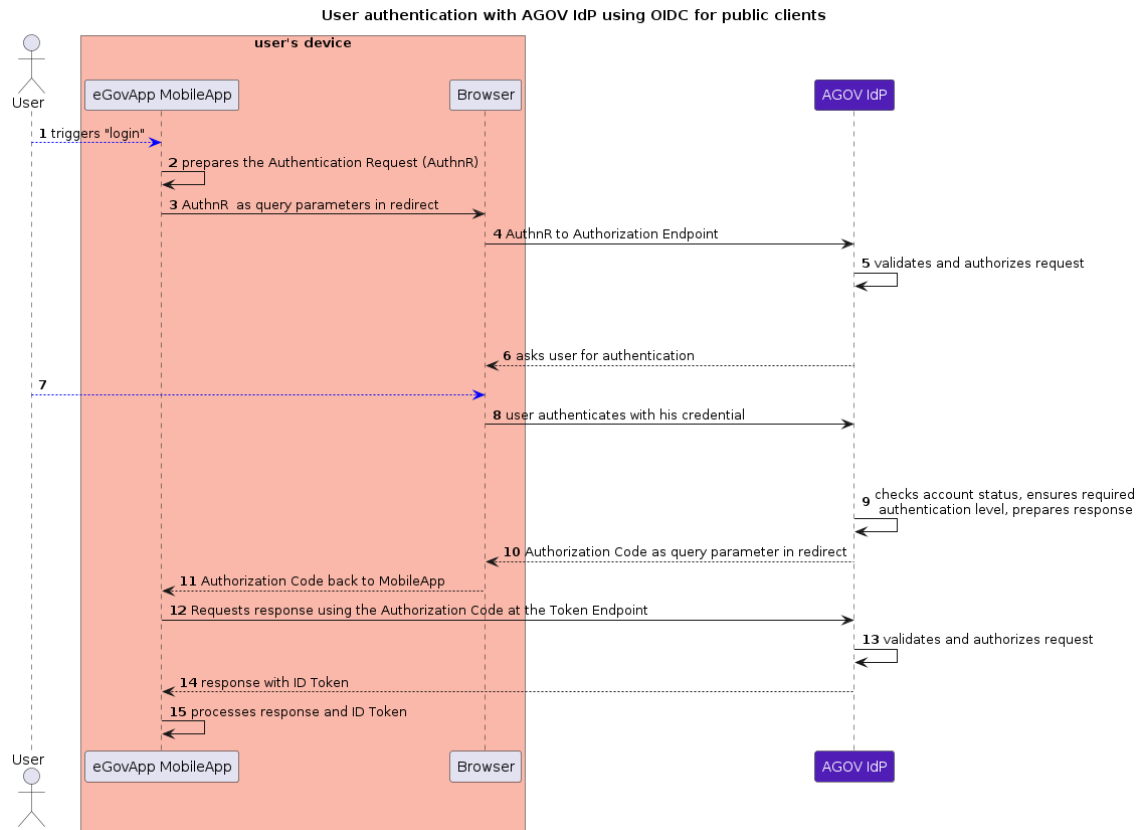 User authentication with AGOV IdP using OIDC for public clients
user's device
User
eGovApp MobileApp
Browser
AGOV IdP
1 triggers "login"
2 prepares the Authentication Request (AuthnR)
3 AuthnR  as query parameters in redirect
4 AuthnR to Authorization Endpoint
5 validates and authorizes request
6 asks user for authentication
7
8 user authenticates with his credential
9 checks account status, ensures required
authentication level, prepares response
10 Authorization Code as query parameter in redirect
11 Authorization Code back to MobileApp
12 Requests response using the Authorization Code at the Token Endpoint
13 validates and authorizes request
14 response with ID Token
15 processes response and ID Token
User
eGovApp MobileApp
Browser
AGOV IdP